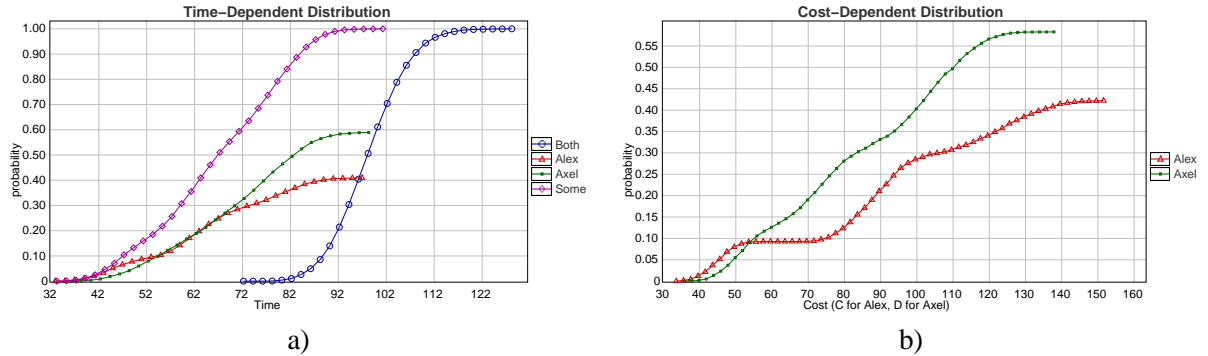 Time-Dependent Distribution
probability
1.00
0.90
0.80
0.70
0.60
0.50
0.40
0.30
0.20
0.10
0
32 42 52 62 72 82 92 102 112 122
Time
Both
Alex
Axel
Some
a)
Cost-Dependent Distribution
probability
0.55
0.50
0.45
0.40
0.35
0.30
0.25
0.20
0.15
0.10
0.05
0
30 40 50 60 70 80 90 100 110 120 130 140 150 160
Cost (C for Alex, D for Axel)
Alex
Axel
b)